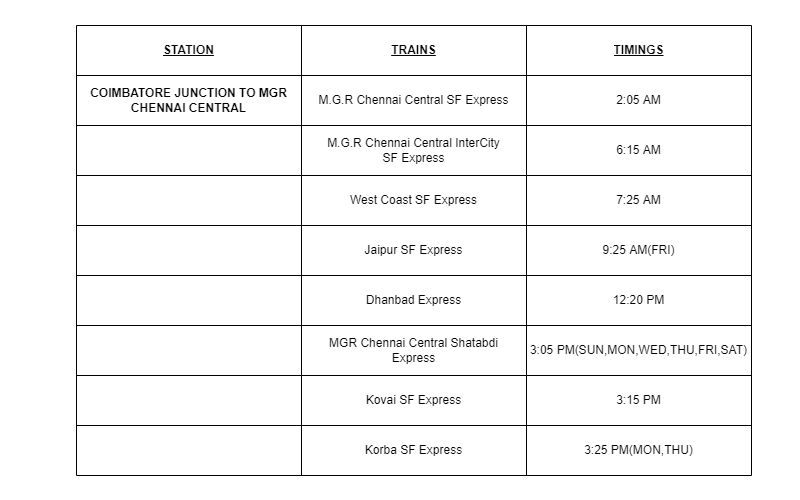 STATION TRAINS TIMINGS
COIMBATORE JUNCTION TO MGR
CHENNAI CENTRAL
M.G.R Chennai Central SF Express 2:05 AM
M.G.R Chennai Central InterCity
SF Express
6:15 AM
West Coast SF Express 7:25 AM
Jaipur SF Express 9:25 AM(FRI)
Dhanbad Express 12:20 PM
MGR Chennai Central Shatabdi
Express
3:05 PM(SUN,MON,WED,THU,FRI,SAT)
Kovai SF Express 3:15 PM
Korba SF Express 3:25 PM(MON,THU)